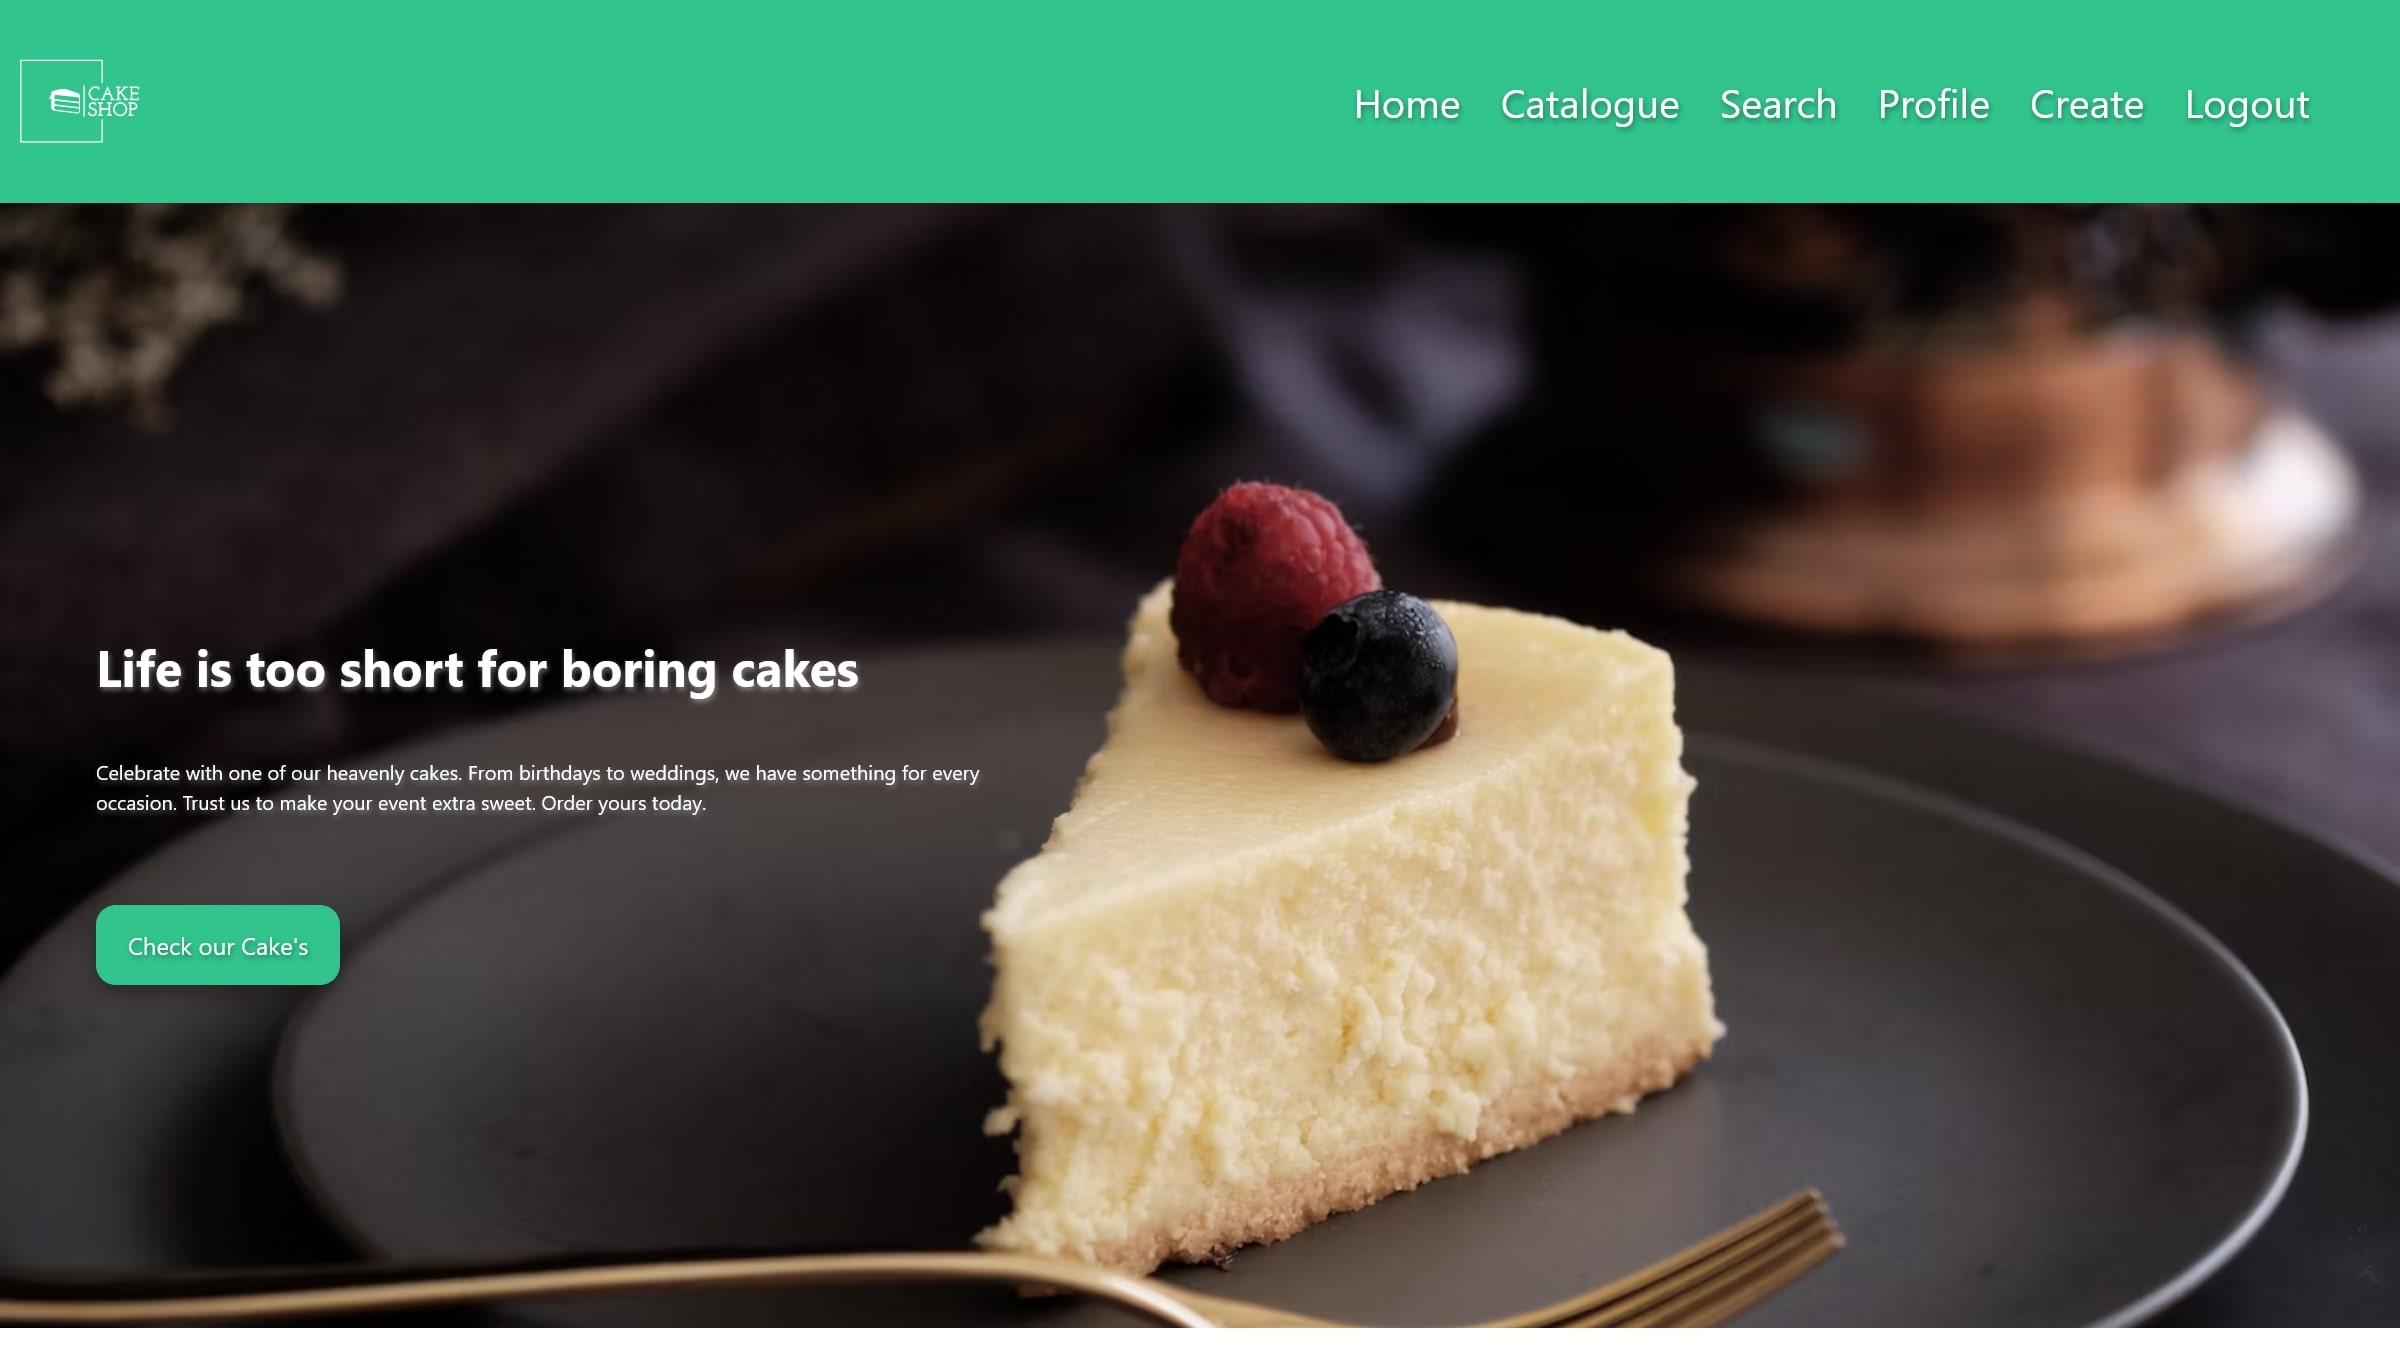 CAKE
SHOP
Home Catalogue Search Profile Create Logout
Life is too short for boring cakes
Celebrate with one of our heavenly cakes. From birthdays to weddings, we have something for every
occasion. Trust us to make your event extra sweet. Order yours today.
Check our Cake's